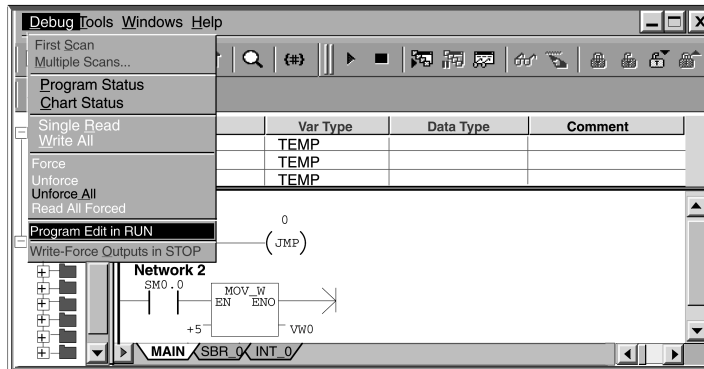 Debug Tools Windows Help
First Scan
Multiple Scans...
{#}
Program Status
Chart Status
Single Read
Write All
Var Type Data Type Comment
TEMP
TEMP
TEMP
Force
Unforce
Unforce All
Read All Forced
Program Edit in RUN
Write-Force Outputs in STOP
0
JMP
Network 2
SM0.0
MOV_W
EN ENO
+5 VW0
MAIN SBR_0 INT_0